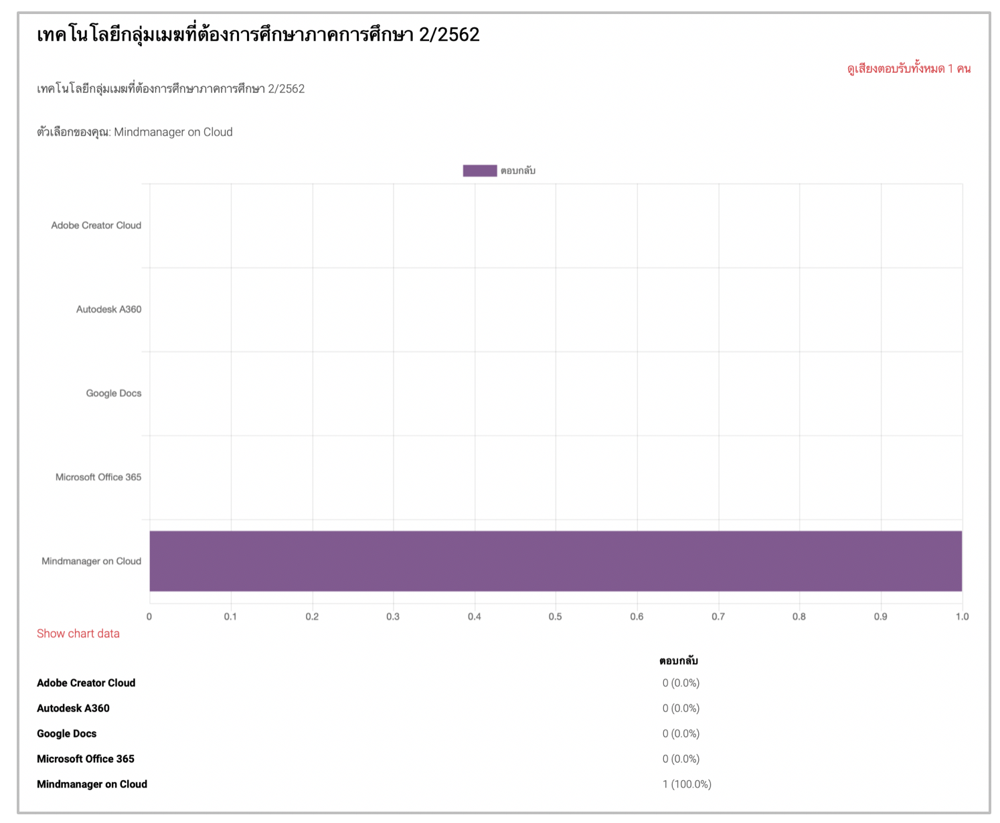 เทคโนโลยีกลุ่มเมฆที่ต้องการศึกษาภาคการศึกษา 2/2562
ดูเสียงตอบรับทั้งหมด 1 คน
เทคโนโลยีกลุ่มเมฆที่ต้องการศึกษาภาคการศึกษา 2/2562
ตัวเลือกของคุณ: Mindmanager on Cloud
ตอบกลับ
Adobe Creator Cloud
Autodesk A360
Google Docs
Microsoft Office 365
Mindmanager on Cloud
0 0.1 0.2 0.3 0.4 0.5 0.6 0.7 0.8 0.9 1.0
Show chart data
ตอบกลับ
Adobe Creator Cloud 0 (0.0%)
Autodesk A360 0 (0.0%)
Google Docs 0 (0.0%)
Microsoft Office 365 0 (0.0%)
Mindmanager on Cloud 1 (100.0%)